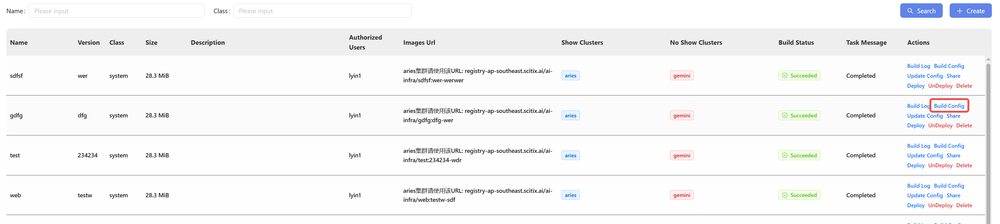 Name: Please Input Class: Please Input Search Create
Name Version Class Size Description Authorized Users Images Url Show Clusters No Show Clusters Build Status Task Message Actions
sdfsf wer system 28.3 MiB lyin1 aries集群请使用该URL: registry-ap-southeast.scitix.ai/ai-
infra/sdfsf:wer-werwer
aries gemini Succeeded Completed
Build Log Build Config
Update Config Share
Deploy UnDeploy Delete
gdfg dfg system 28.3 MiB lyin1 aries集群请使用该URL: registry-ap-southeast.scitix.ai/ai-
infra/gdfg:dfg-wer
aries gemini Succeeded Completed
Build Log Build Config
Update Config Share
Deploy UnDeploy Delete
test 234234 system 28.3 MiB lyin1 aries集群请使用该URL: registry-ap-southeast.scitix.ai/ai-
infra/test:234234-wdr
aries gemini Succeeded Completed
Build Log Build Config
Update Config Share
Deploy UnDeploy Delete
web testw system 28.3 MiB lyin1 aries集群请使用该URL: registry-ap-southeast.scitix.ai/ai-
infra/web:testw-sdf
aries gemini Succeeded Completed
Build Log Build Config
Update Config Share
Deploy UnDeploy Delete